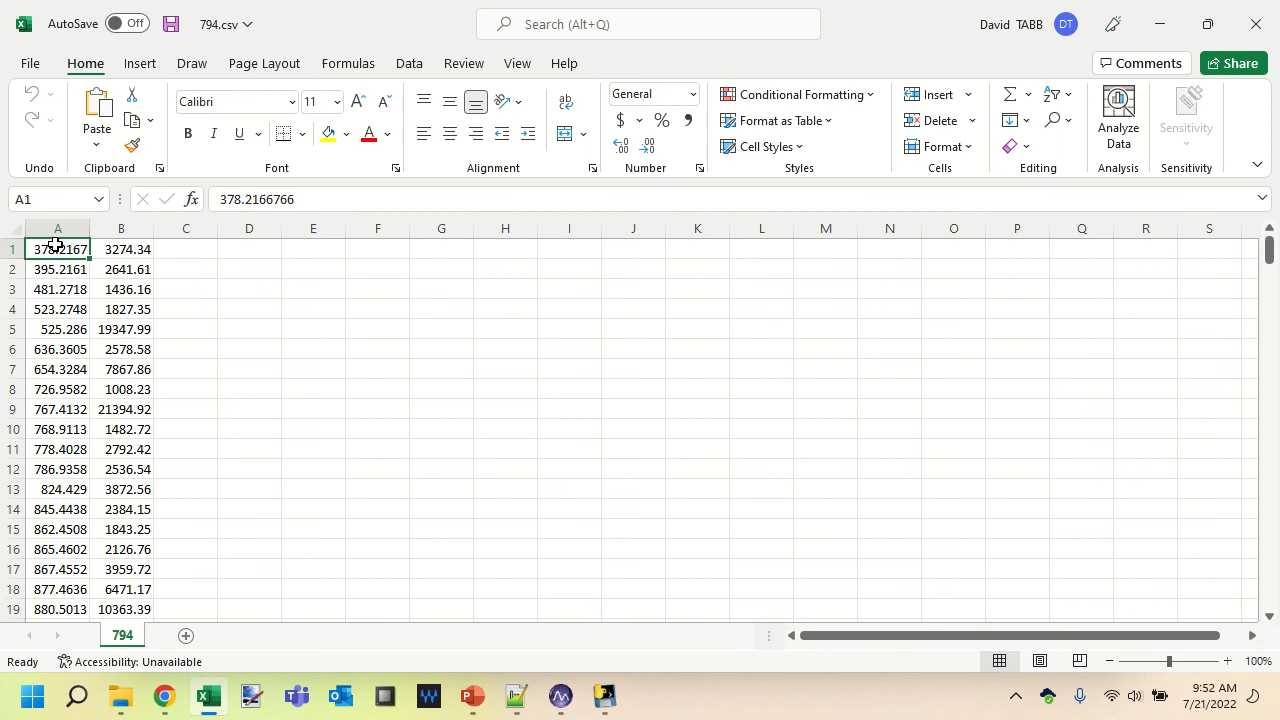 AutoSave Off 794.csv Search (Alt+Q) David TABB DT
File Home Insert Draw Page Layout Formulas Data Review View Help Comments Share
Paste Calibri 11 General Conditional Formatting Insert Analyze Data Sensitivity
$ % Format as Table Delete
Cell Styles Format
Undo Clipboard Font Alignment Number Styles Cells Editing Analysis Sensitivity
A1 fx 378.2166766
A B C D E F G H I J K L M N O P Q R S
1 3274.34
2 395.2161 2641.61
3 481.2718 1436.16
4 523.2748 1827.35
5 525.286 19347.99
6 636.3605 2578.58
7 654.3284 7867.86
8 726.9582 1008.23
9 767.4132 21394.92
10 768.9113 1482.72
11 778.4028 2792.42
12 786.9358 2536.54
13 824.429 3872.56
14 845.4438 2384.15
15 862.4508 1843.25
16 865.4602 2126.76
17 867.4552 3959.72
18 877.4636 6471.17
19 880.5013 10363.39
794
Ready Accessibility: Unavailable 100%
9:52 AM
7/21/2022